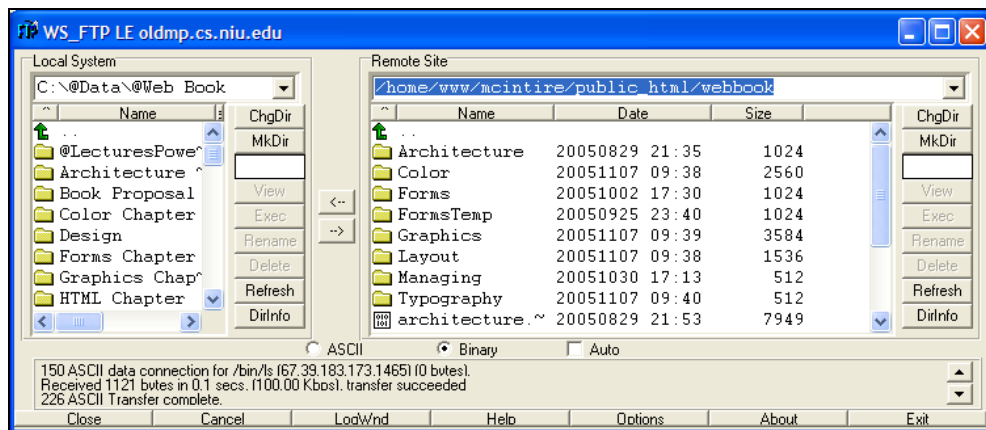 WS_FTP LE oldmp.cs.niu.edu
Local System
C:\@Data\@Web Book
Name
ChgDir
MkDir
View
Exec
Rename
Delete
Refresh
DirInfo
..
@LecturesPowe~
Architecture ~
Book Proposal
Color Chapter
Design
Forms Chapter
Graphics Chap~
HTML Chapter
<--
-->
Remote Site
/home/www/mcintire/public_html/webbook
Name Date Size
..
Architecture 20050829 21:35 1024
Color 20051107 09:38 2560
Forms 20051002 17:30 1024
FormsTemp 20050925 23:40 1024
Graphics 20051107 09:39 3584
Layout 20051107 09:38 1536
Managing 20051030 17:13 512
Typography 20051107 09:40 512
architecture.~ 20050829 21:53 7949
ChgDir
MkDir
View
Exec
Rename
Delete
Refresh
DirInfo
ASCII Binary Auto
150 ASCII data connection for /bin/ls (67.39.183.173,1465) (0 bytes).
Received 1121 bytes in 0.1 secs, (100.00 Kbps), transfer succeeded
226 ASCII Transfer complete.
Close Cancel LogWnd Help Options About Exit